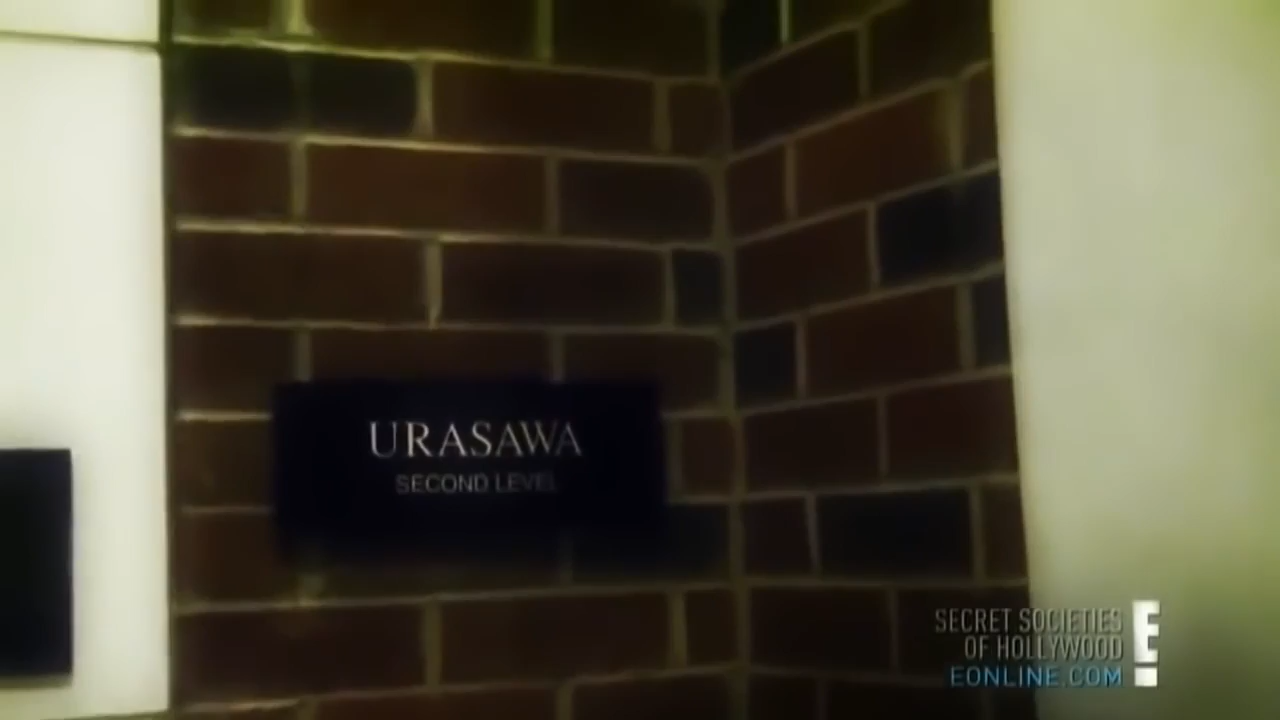 URASAWA
SECOND LEVEL
SECRET SOCIETIES
OF HOLLYWOOD
EONLINE.COM
E!